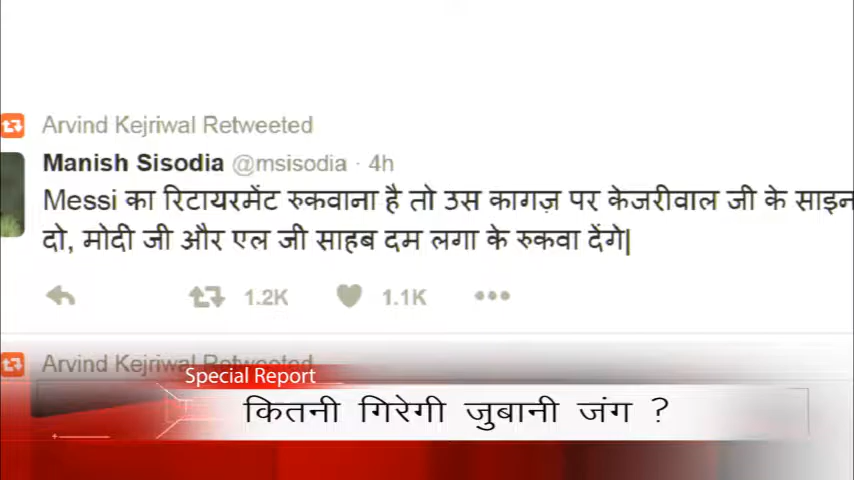 Arvind Kejriwal Retweeted
Manish Sisodia @msisodia · 4h
Messi का रिटायरमेंट रुकवाना है तो उस कागज़ पर केजरीवाल जी के साइन
दो, मोदी जी और एल जी साहब दम लगा के रुकवा देंगे|
1.2K 1.1K
Arvind Kejriwal Retweeted
Special Report
कितनी गिरेगी जुबानी जंग ?